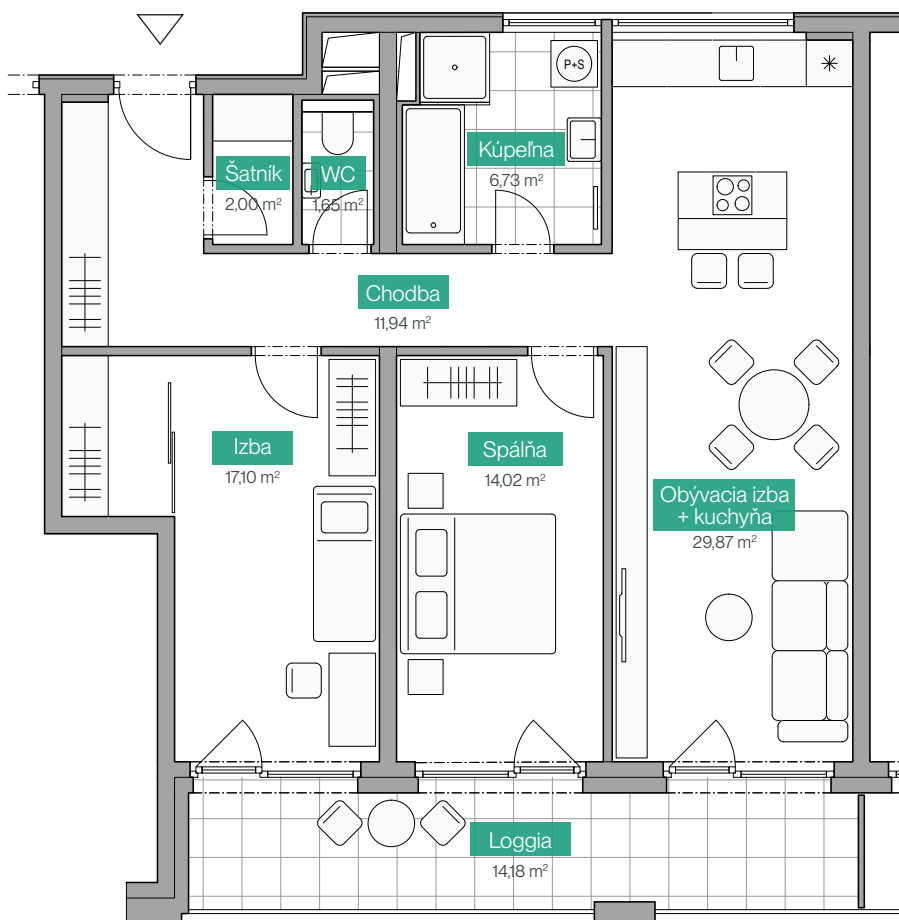 P+S
Kúpeľna
6,73 m²
Šatník
2,00 m²
WC
1,65 m²
Chodba
11,94 m²
Izba
17,10 m²
Spálňa
14,02 m²
Obývacia izba
+ kuchyňa
29,87 m²
Loggia
14,18 m²